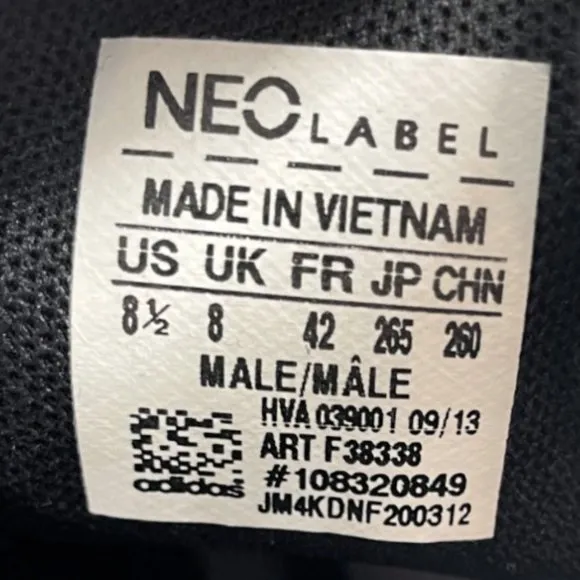 NEO LABEL
MADE IN VIETNAM
US UK FR JP CHN
8½ 8 42 265 260
MALE/MÂLE
HVA 039001 09/13
ART F38338
#108320849
adidas
JM4KDNF200312